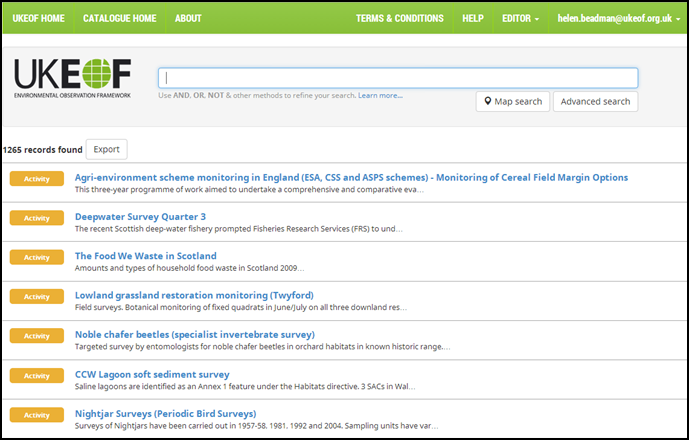 UKEOF HOME CATALOGUE HOME ABOUT TERMS & CONDITIONS HELP EDITOR helen.beadman@ukeof.org.uk
UKEOF
ENVIRONMENTAL OBSERVATION FRAMEWORK
Use AND, OR, NOT & other methods to refine your search. Learn more...
Map search Advanced search
1265 records found Export
Activity Agri-environment scheme monitoring in England (ESA, CSS and ASPS schemes) - Monitoring of Cereal Field Margin Options
This three-year programme of work aimed to undertake a comprehensive and comparative eva...
Activity Deepwater Survey Quarter 3
The recent Scottish deep-water fishery prompted Fisheries Research Services (FRS) to und...
Activity The Food We Waste in Scotland
Amounts and types of household food waste in Scotland 2009...
Activity Lowland grassland restoration monitoring (Twyford)
Field surveys. Botanical monitoring of fixed quadrats in June/July on all three downland res...
Activity Noble chafer beetles (specialist invertebrate survey)
Targeted survey by entomologists for noble chafer beetles in orchard habitats in known historic range....
Activity CCW Lagoon soft sediment survey
Saline lagoons are identified as an Annex 1 feature under the Habitats directive. 3 SACs in Wal...
Activity Nightjar Surveys (Periodic Bird Surveys)
Surveys of Nightjars have been carried out in 1957-58, 1981, 1992 and 2004. Sampling units have var...